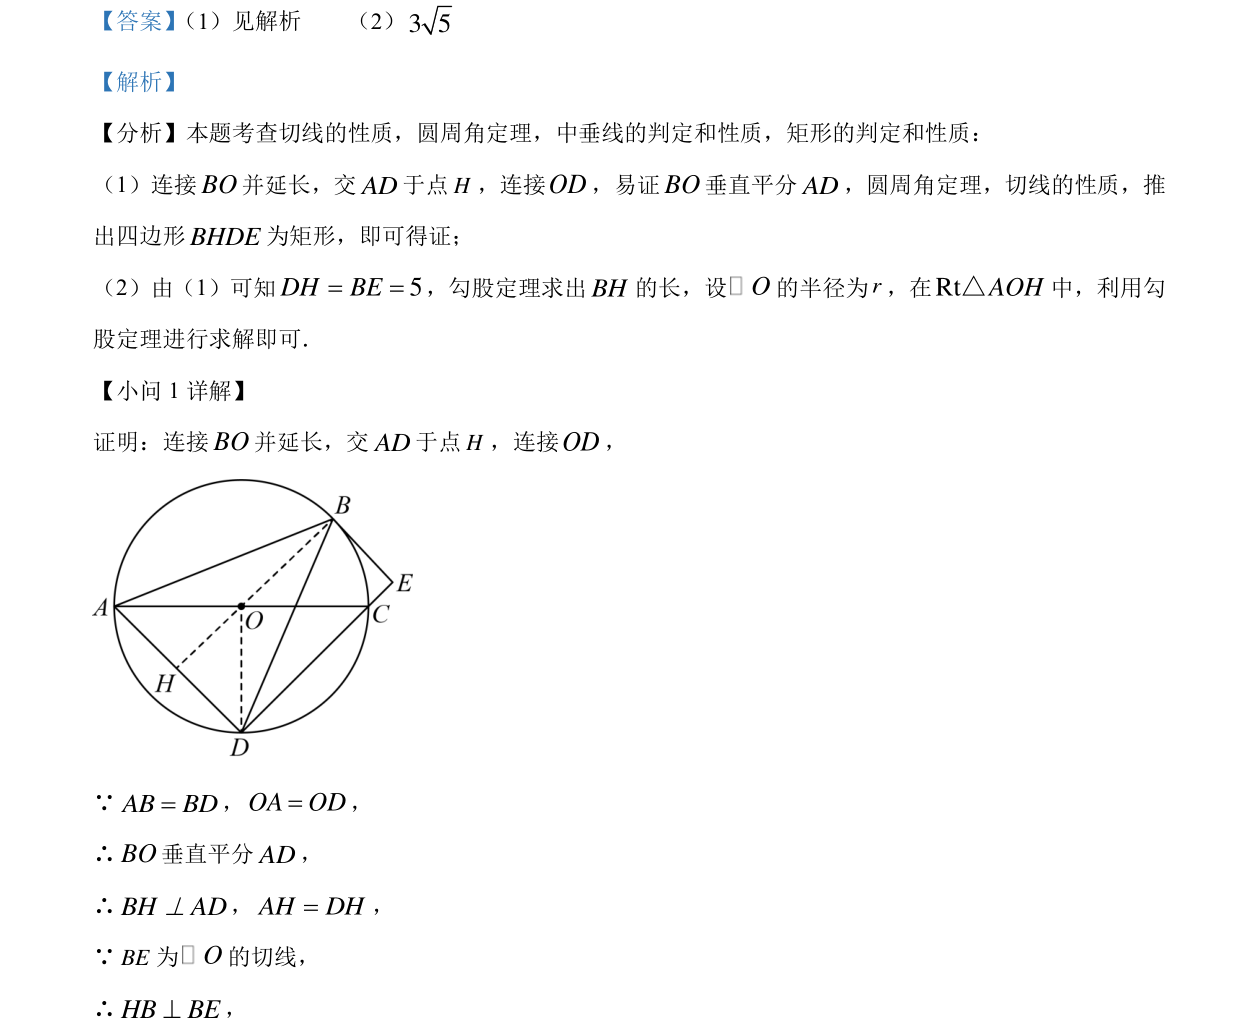 【答案】（1）见解析　　（2）3√5
【解析】
【分析】本题考查切线的性质，圆周角定理，中垂线的判定和性质，矩形的判定和性质：
（1）连接BO并延长，交AD于点H，连接OD，易证BO垂直平分AD，圆周角定理，切线的性质，推
出四边形BHDE为矩形，即可得证；
（2）由（1）可知DH = BE = 5，勾股定理求出BH的长，设□ O的半径为r，在Rt△AOH中，利用勾
股定理进行求解即可．
【小问 1 详解】
证明：连接BO并延长，交AD于点H，连接OD，
B
E
A
O
C
H
D
∵ AB = BD，OA = OD，
∴ BO垂直平分AD，
∴ BH ⊥ AD，AH = DH，
∵ BE为□ O的切线，
∴ HB ⊥ BE，